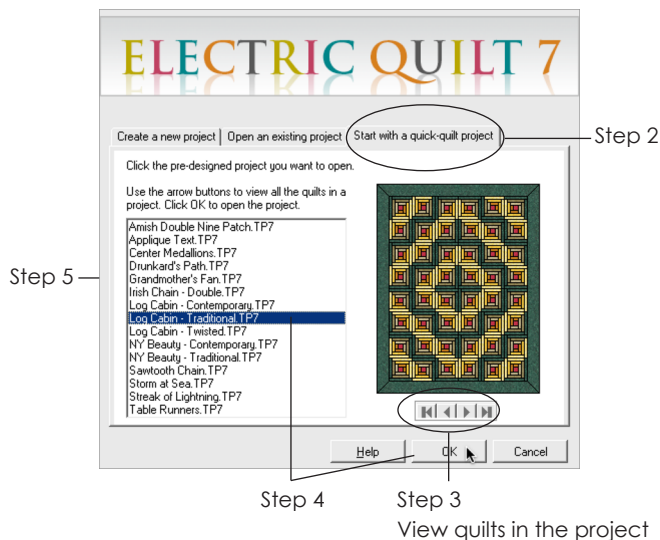 ELECTRIC QUILT 7
Create a new project
Open an existing project
Start with a quick-quilt project
Step 2
Click the pre-designed project you want to open.
Use the arrow buttons to view all the quilts in a
project. Click OK to open the project.
Amish Double Nine Patch.TP7
Applique Text.TP7
Center Medallions.TP7
Drunkard's Path.TP7
Grandmother's Fan.TP7
Irish Chain - Double.TP7
Log Cabin - Contemporary.TP7
Log Cabin - Traditional.TP7
Log Cabin - Twisted.TP7
NY Beauty - Contemporary.TP7
NY Beauty - Traditional.TP7
Sawtooth Chain.TP7
Storm at Sea.TP7
Streak of Lightning.TP7
Table Runners.TP7
Step 5
Help
OK
Cancel
Step 4
Step 3
View quilts in the project